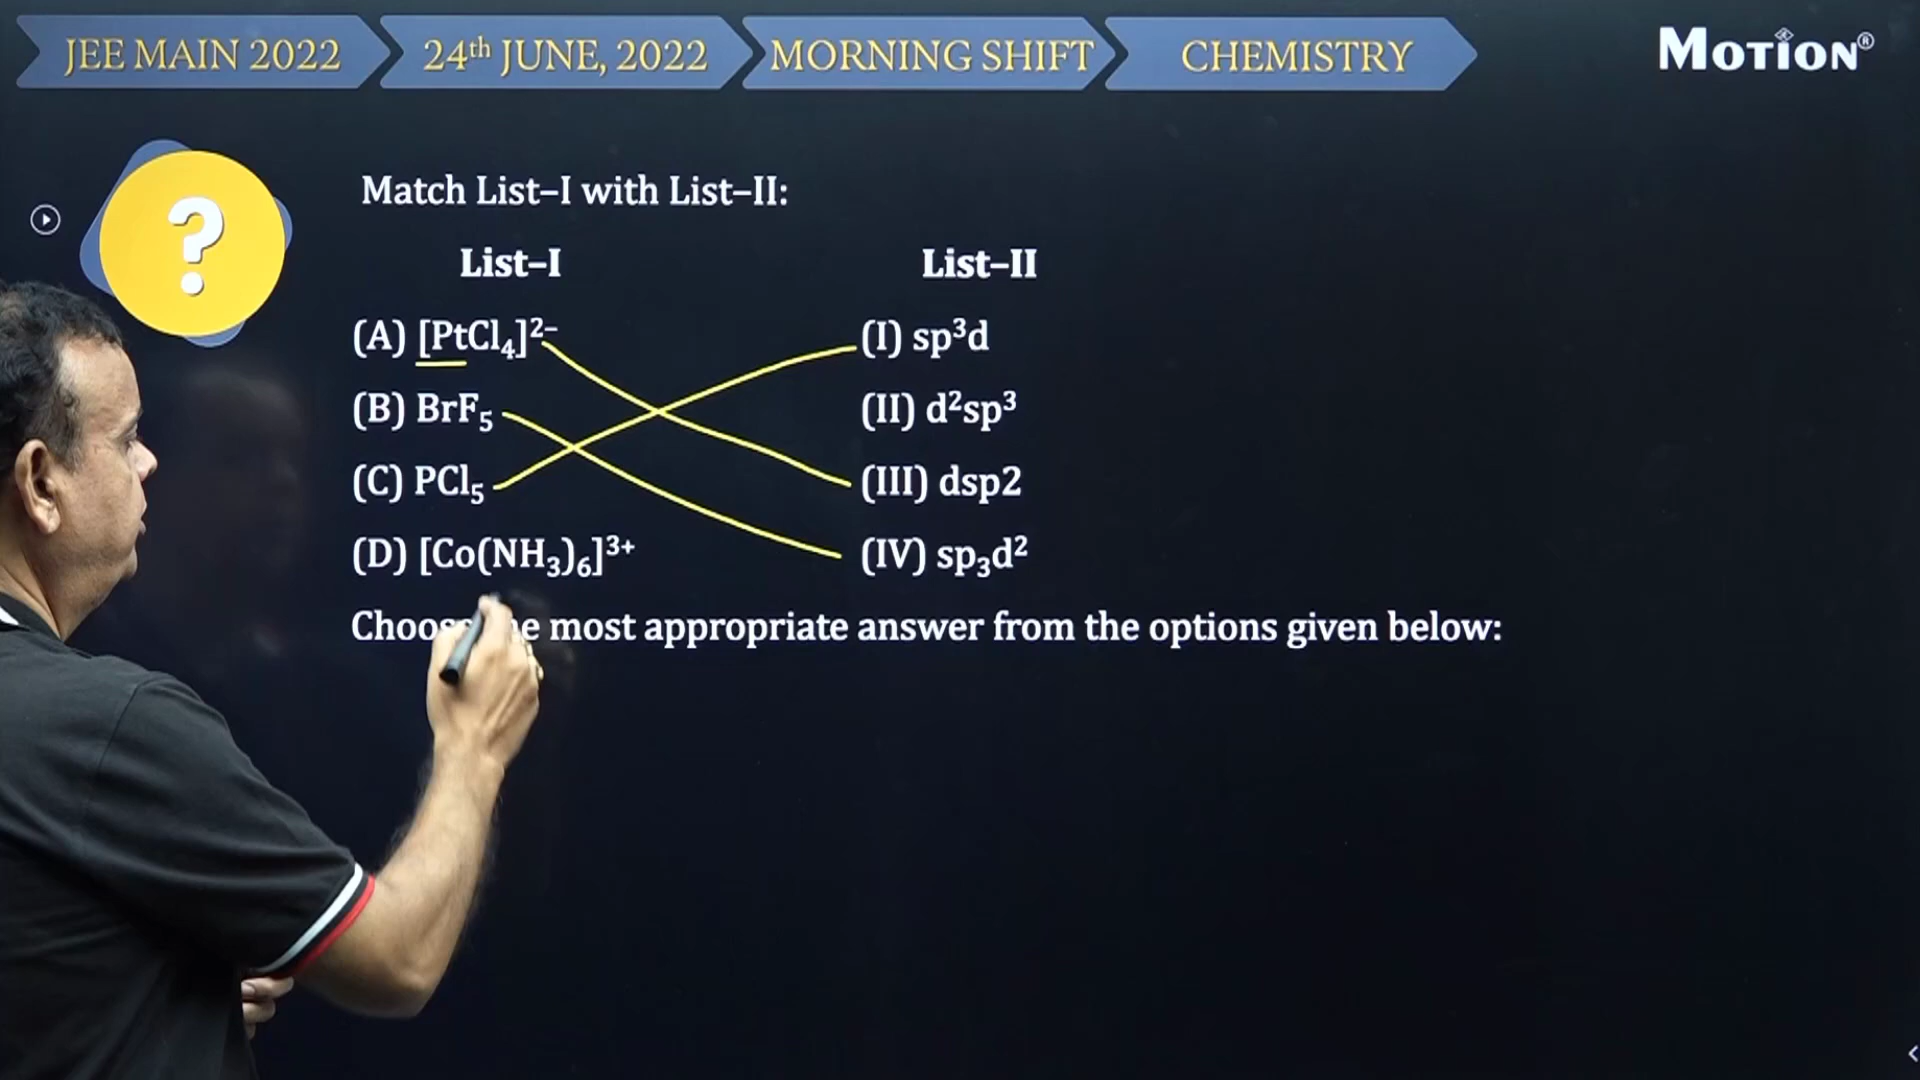 JEE MAIN 2022 24th JUNE, 2022 MORNING SHIFT CHEMISTRY MOTION®
?
Match List–I with List–II:
List–I List–II
(A) [PtCl₄]²⁻ (I) sp³d
(B) BrF₅ (II) d²sp³
(C) PCl₅ (III) dsp2
(D) [Co(NH₃)₆]³⁺ (IV) sp₃d²
most appropriate answer from the options given below: